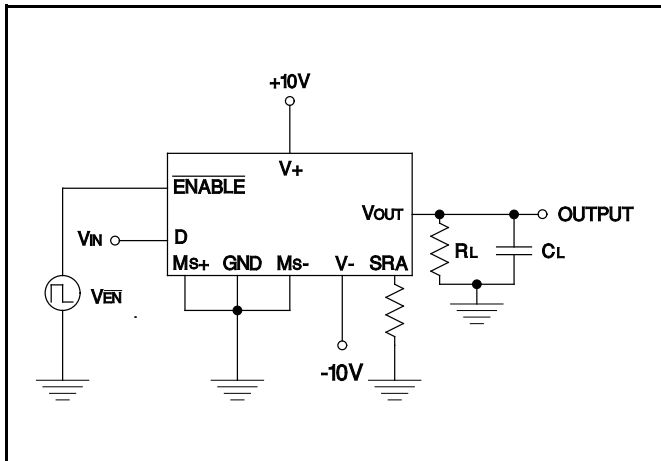 +10V
V+
ENABLE
VOUT
OUTPUT
VIN
D
RL
CL
MS+ GND MS- V- SRA
VEN
-10V